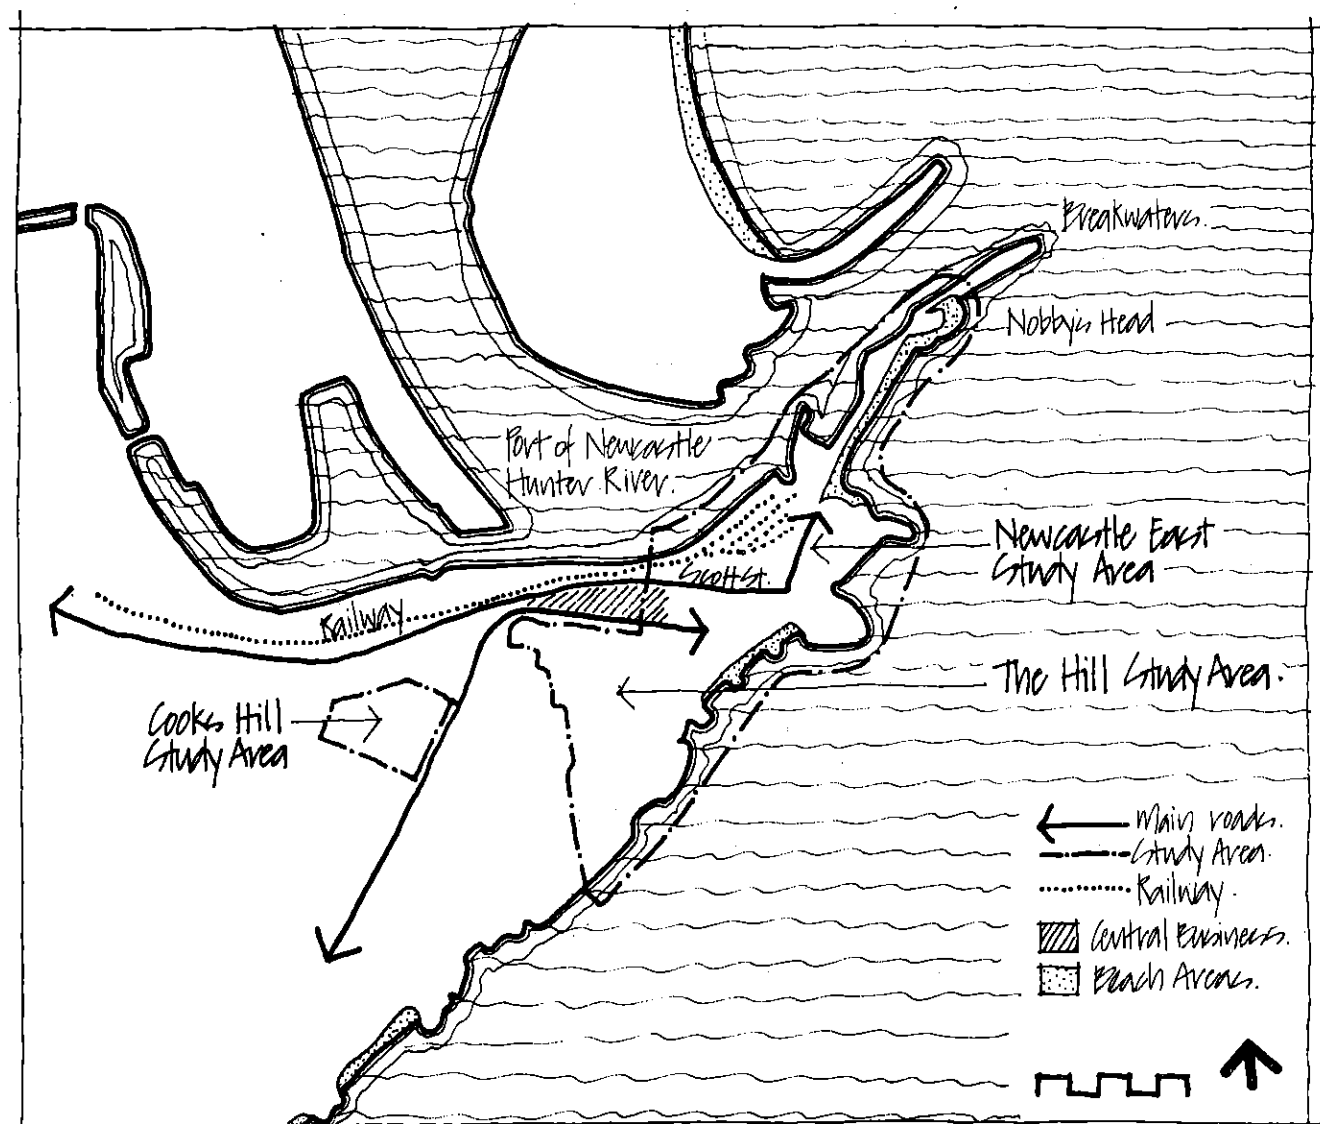 Breakwaters.
Nobbys Head
Port of Newcastle
Hunter River.
Newcastle East
Study Area
Scott St.
Railway
The Hill Study Area.
Cooks Hill
Study Area
Main roads.
Study Area.
Railway.
Central Business.
Beach Areas.